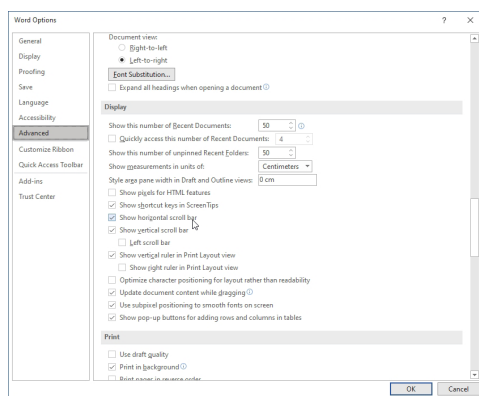 Word Options
General
Display
Proofing
Save
Language
Accessibility
Advanced
Customize Ribbon
Quick Access Toolbar
Add-ins
Trust Center
Document view:
Right-to-left
Left-to-right
Font Substitution...
Expand all headings when opening a document
Display
Show this number of Recent Documents: 50
Quickly access this number of Recent Documents: 4
Show this number of unpinned Recent Folders: 50
Show measurements in units of: Centimeters
Style area pane width in Draft and Outline views: 0 cm
Show pixels for HTML features
Show shortcut keys in ScreenTips
Show horizontal scroll bar
Show vertical scroll bar
Left scroll bar
Show vertical ruler in Print Layout view
Show right ruler in Print Layout view
Optimize character positioning for layout rather than readability
Update document content while dragging
Use subpixel positioning to smooth fonts on screen
Show pop-up buttons for adding rows and columns in tables
Print
Use draft quality
Print in background
Print pages in reverse order
OK Cancel